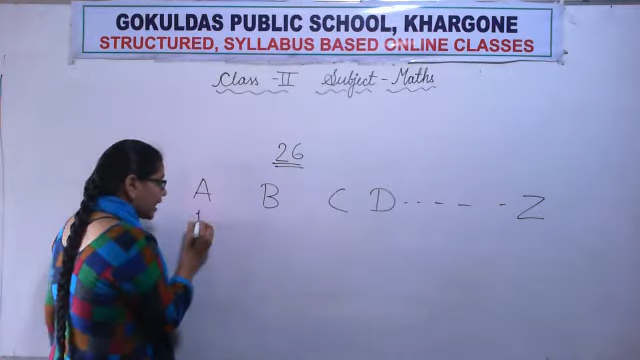 GOKULDAS PUBLIC SCHOOL, KHARGONE
STRUCTURED, SYLLABUS BASED ONLINE CLASSES
Class - II Subject - Maths
26
A B C D ..... - - - Z
1